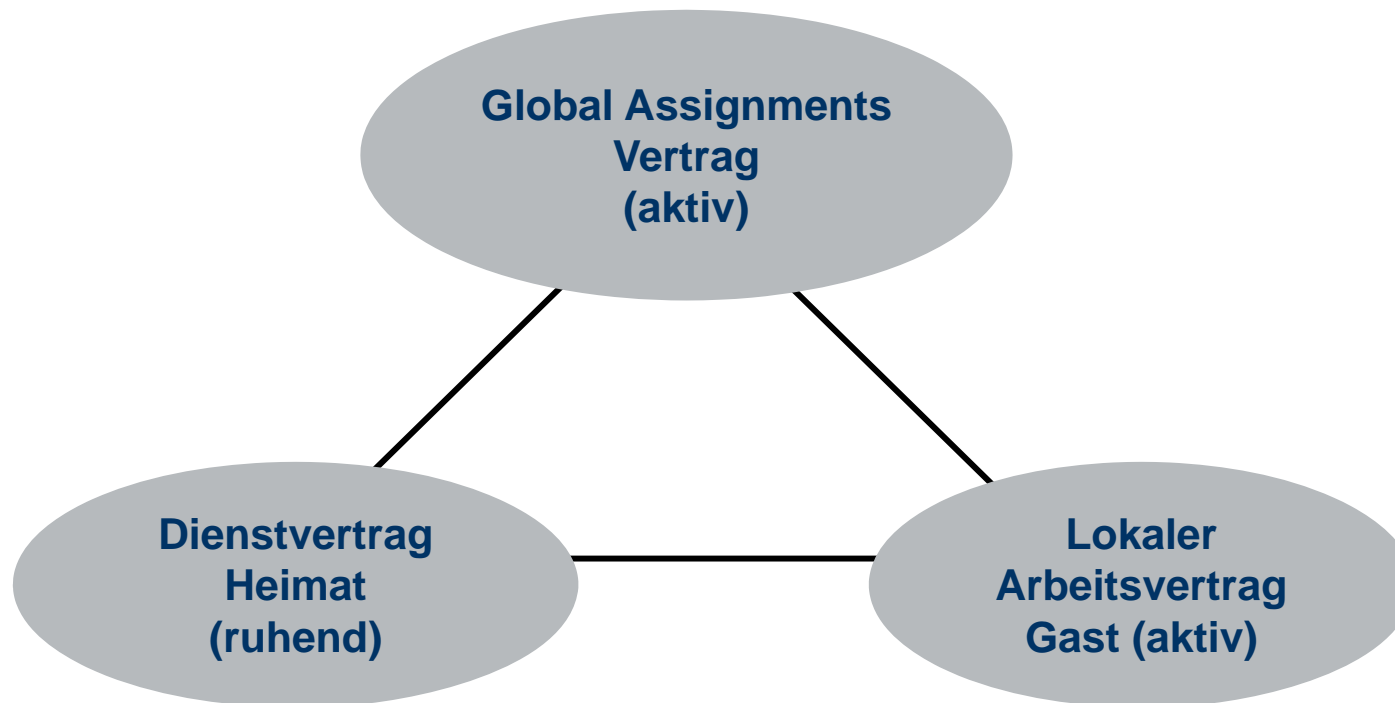 Global Assignments
Vertrag
(aktiv)
Dienstvertrag
Heimat
(ruhend)
Lokaler
Arbeitsvertrag
Gast (aktiv)